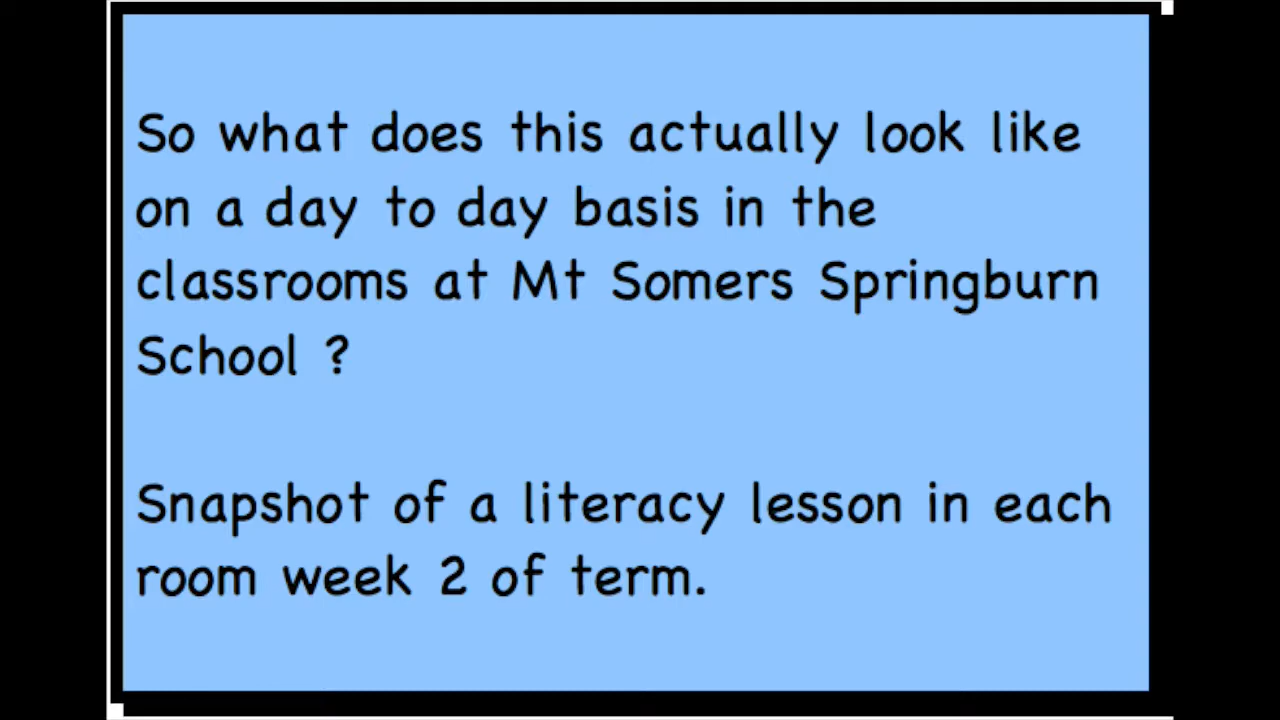 So what does this actually look like
on a day to day basis in the
classrooms at Mt Somers Springburn
School ?
Snapshot of a literacy lesson in each
room week 2 of term.